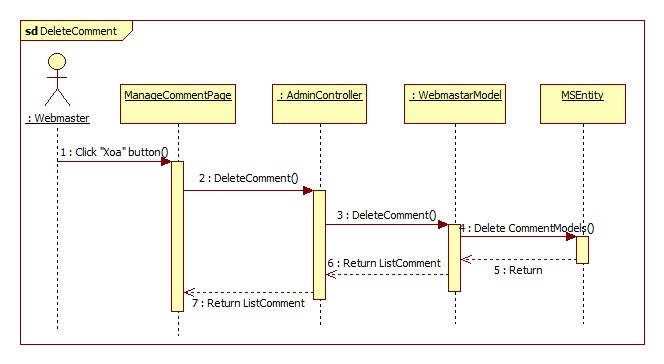 sd DeleteComment
: Webmaster
ManageCommentPage
: AdminController
: WebmastarModel
MSEntity
1 : Click "Xoa" button()
2 : DeleteComment()
3 : DeleteComment()
4 : Delete CommentModels()
5 : Return
6 : Return ListComment
7 : Return ListComment